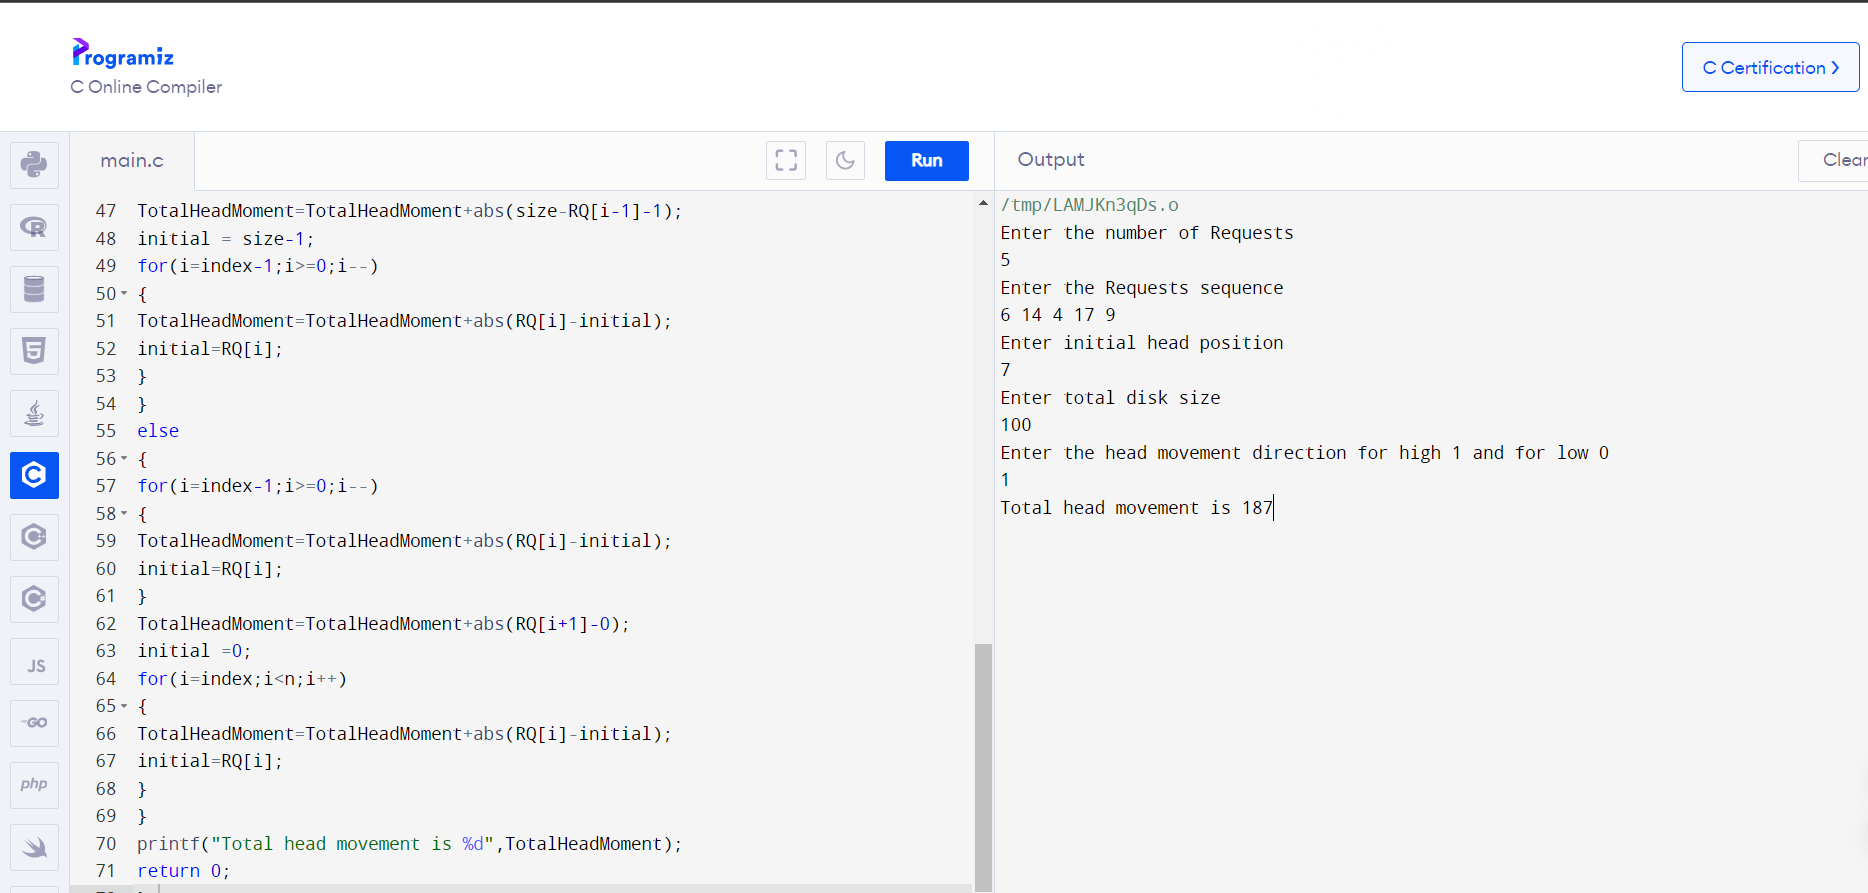 Programiz
C Online Compiler
C Certification
main.c
Run
Output
Clear
47 TotalHeadMoment=TotalHeadMoment+abs(size-RQ[i-1]-1);
48 initial = size-1;
49 for(i=index-1;i>=0;i--)
50 {
51 TotalHeadMoment=TotalHeadMoment+abs(RQ[i]-initial);
52 initial=RQ[i];
53 }
54 }
55 else
56 {
57 for(i=index-1;i>=0;i--)
58 {
59 TotalHeadMoment=TotalHeadMoment+abs(RQ[i]-initial);
60 initial=RQ[i];
61 }
62 TotalHeadMoment=TotalHeadMoment+abs(RQ[i+1]-0);
63 initial =0;
64 for(i=index;i<n;i++)
65 {
66 TotalHeadMoment=TotalHeadMoment+abs(RQ[i]-initial);
67 initial=RQ[i];
68 }
69 }
70 printf("Total head movement is %d",TotalHeadMoment);
71 return 0;
/tmp/LAMJKn3qDs.o
Enter the number of Requests
5
Enter the Requests sequence
6 14 4 17 9
Enter initial head position
7
Enter total disk size
100
Enter the head movement direction for high 1 and for low 0
1
Total head movement is 187
R
5
C
C
C
JS
GO
php